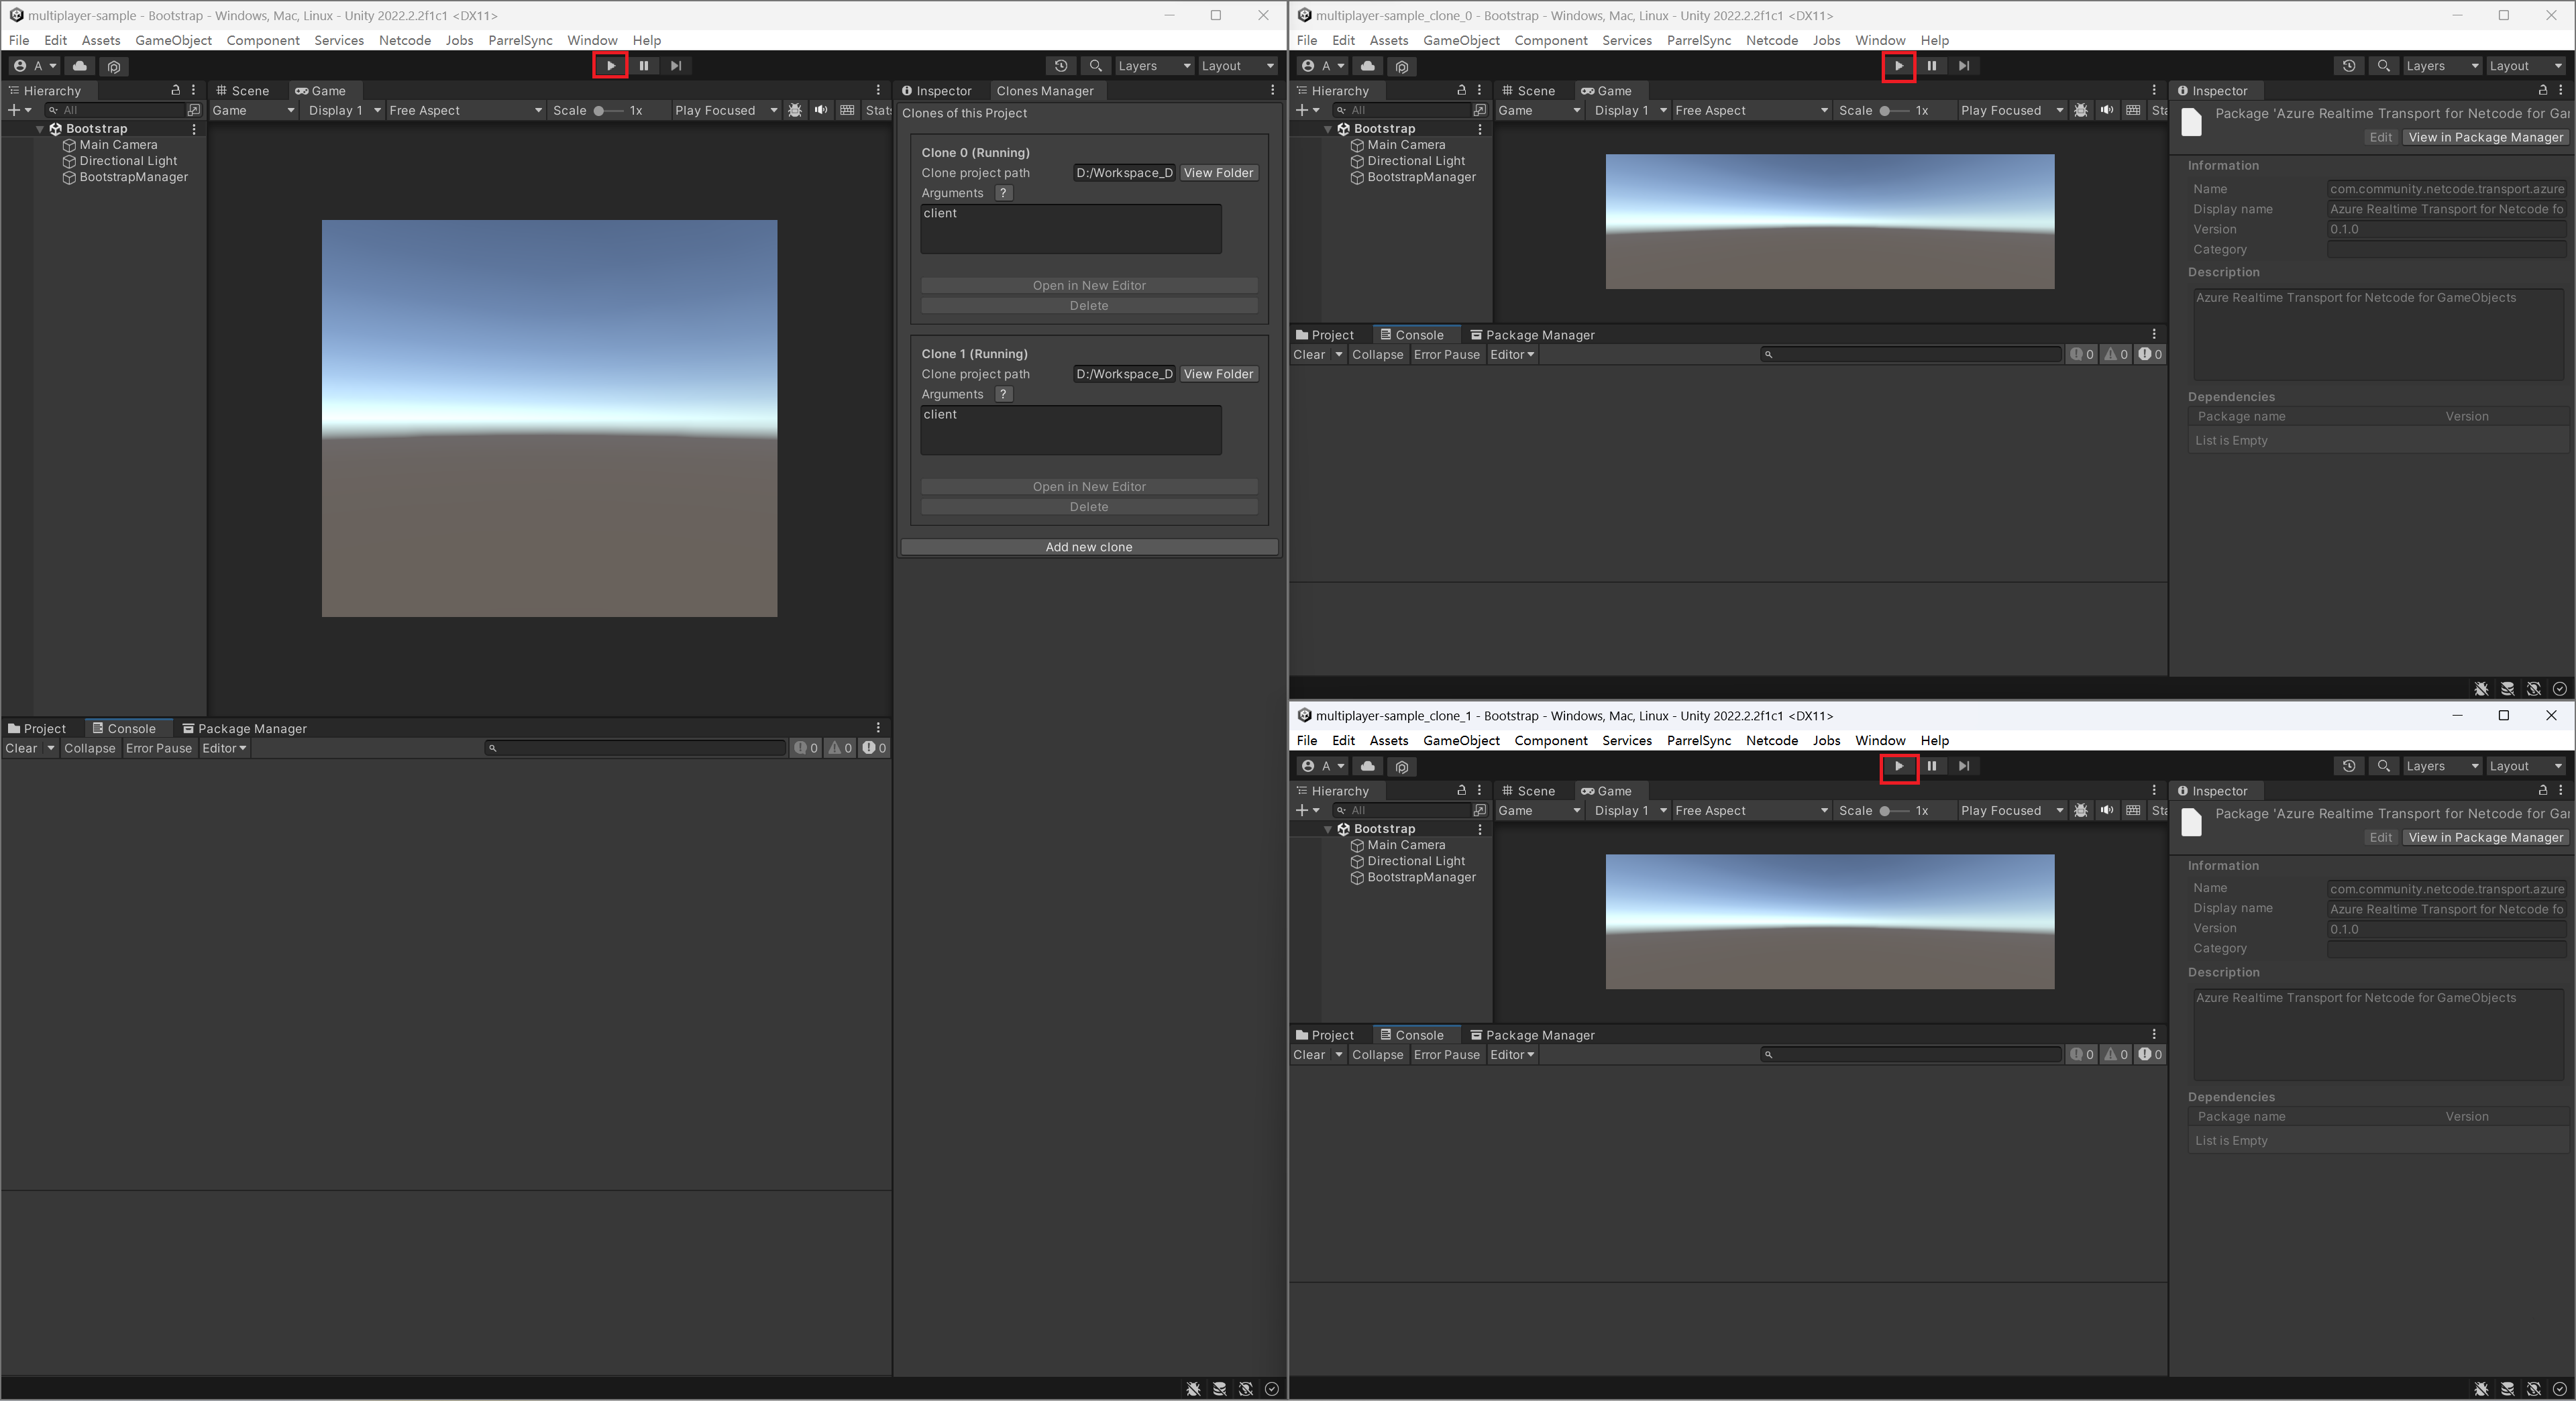 multiplayer-sample - Bootstrap - Windows, Mac, Linux - Unity 2022.2.2f1c1 <DX11>
File Edit Assets GameObject Component Services Netcode Jobs ParrelSync Window Help
A Layers Layout
Hierarchy
All
Bootstrap
Main Camera
Directional Light
BootstrapManager
Scene Game
Game Display 1 Free Aspect Scale 1x Play Focused Stats
Inspector Clones Manager
Clones of this Project
Clone 0 (Running)
Clone project path D:/Workspace_D View Folder
Arguments ?
client
Open in New Editor
Delete
Clone 1 (Running)
Clone project path D:/Workspace_D View Folder
Arguments ?
client
Open in New Editor
Delete
Add new clone
Project Console Package Manager
Clear Collapse Error Pause Editor 0 0 0
multiplayer-sample_clone_0 - Bootstrap - Windows, Mac, Linux - Unity 2022.2.2f1c1 <DX11>
File Edit Assets GameObject Component Services ParrelSync Netcode Jobs Window Help
A Layers Layout
Hierarchy
All
Bootstrap
Main Camera
Directional Light
BootstrapManager
Scene Game
Game Display 1 Free Aspect Scale 1x Play Focused Sta
Project Console Package Manager
Clear Collapse Error Pause Editor 0 0 0
Inspector
Package 'Azure Realtime Transport for Netcode for Gar
Edit View in Package Manager
Information
Name com.community.netcode.transport.azure
Display name Azure Realtime Transport for Netcode fo
Version 0.1.0
Category
Description
Azure Realtime Transport for Netcode for GameObjects
Dependencies
Package name Version
List is Empty
multiplayer-sample_clone_1 - Bootstrap - Windows, Mac, Linux - Unity 2022.2.2f1c1 <DX11>
File Edit Assets GameObject Component Services ParrelSync Netcode Jobs Window Help
A Layers Layout
Hierarchy
All
Bootstrap
Main Camera
Directional Light
BootstrapManager
Scene Game
Game Display 1 Free Aspect Scale 1x Play Focused Sta
Project Console Package Manager
Clear Collapse Error Pause Editor 0 0 0
Inspector
Package 'Azure Realtime Transport for Netcode for Gar
Edit View in Package Manager
Information
Name com.community.netcode.transport.azure
Display name Azure Realtime Transport for Netcode fo
Version 0.1.0
Category
Description
Azure Realtime Transport for Netcode for GameObjects
Dependencies
Package name Version
List is Empty